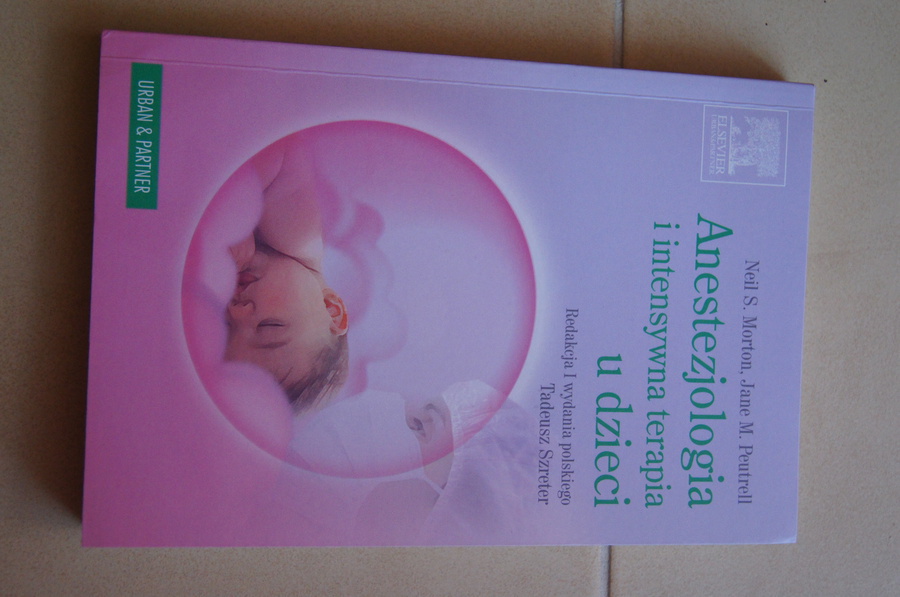 Neil S. Morton, Jane M. Peutrell
Anestezjologia
i intensywna terapia
u dzieci
Redakcja I wydania polskiego
Tadeusz Szreter
ELSEVIER
URBAN & PARTNER